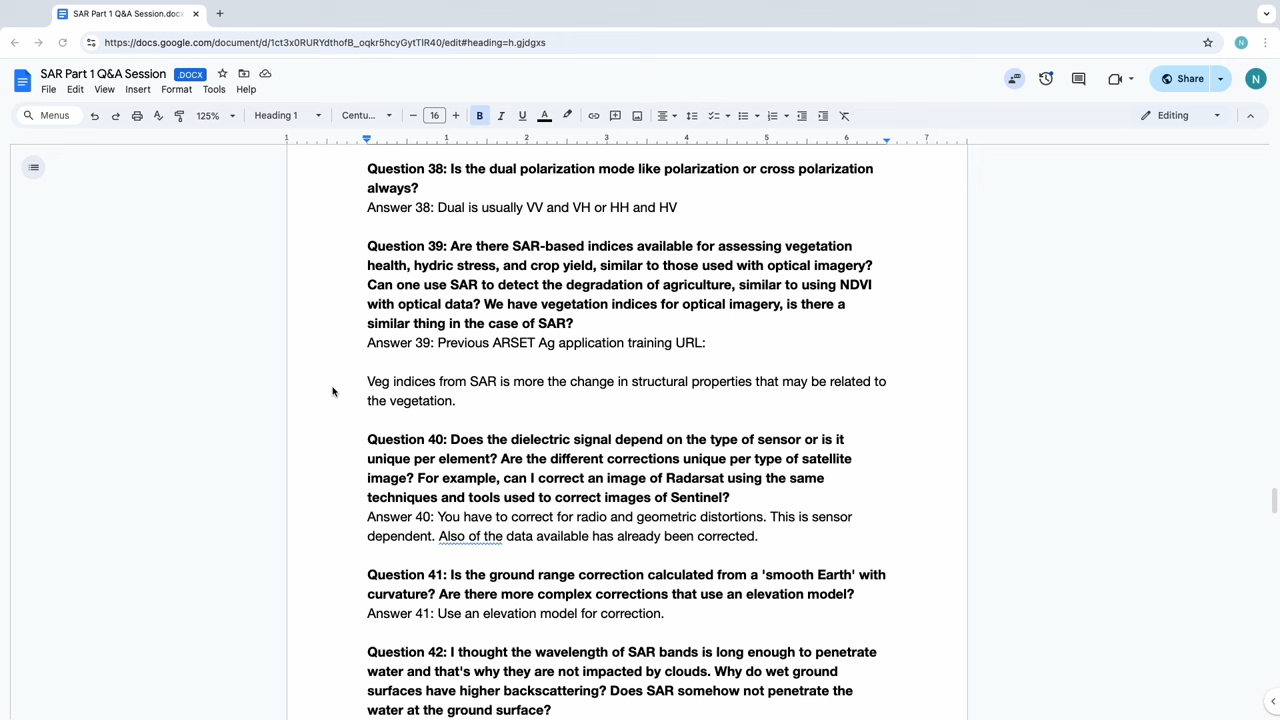 SAR Part 1 Q&A Session.docx
https://docs.google.com/document/d/1ct3x0RURYdthofB_oqkr5hcyGytTlR40/edit#heading=h.gjdgxs
N
SAR Part 1 Q&A Session .DOCX
File Edit View Insert Format Tools Help
Share
N
Menus 125% Heading 1 Centu... 16 B I U A Editing
1 1 2 3 4 5 6 7
Question 38: Is the dual polarization mode like polarization or cross polarization
always?
Answer 38: Dual is usually VV and VH or HH and HV
Question 39: Are there SAR-based indices available for assessing vegetation
health, hydric stress, and crop yield, similar to those used with optical imagery?
Can one use SAR to detect the degradation of agriculture, similar to using NDVI
with optical data? We have vegetation indices for optical imagery, is there a
similar thing in the case of SAR?
Answer 39: Previous ARSET Ag application training URL:
Veg indices from SAR is more the change in structural properties that may be related to
the vegetation.
Question 40: Does the dielectric signal depend on the type of sensor or is it
unique per element? Are the different corrections unique per type of satellite
image? For example, can I correct an image of Radarsat using the same
techniques and tools used to correct images of Sentinel?
Answer 40: You have to correct for radio and geometric distortions. This is sensor
dependent. Also of the data available has already been corrected.
Question 41: Is the ground range correction calculated from a 'smooth Earth' with
curvature? Are there more complex corrections that use an elevation model?
Answer 41: Use an elevation model for correction.
Question 42: I thought the wavelength of SAR bands is long enough to penetrate
water and that's why they are not impacted by clouds. Why do wet ground
surfaces have higher backscattering? Does SAR somehow not penetrate the
water at the ground surface?